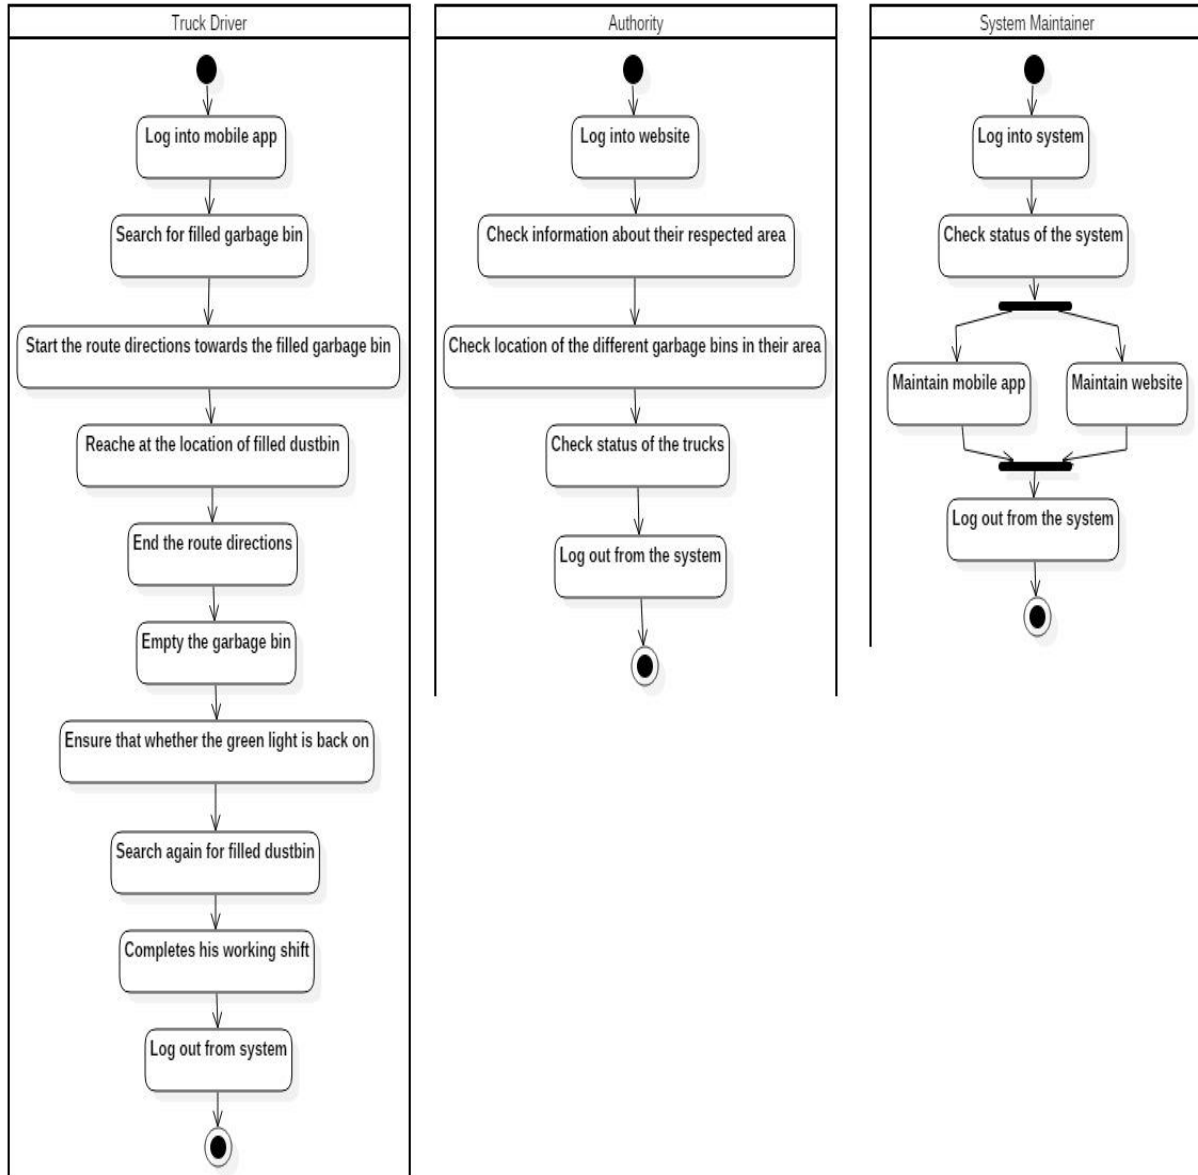 Truck Driver
Log into mobile app
Search for filled garbage bin
Start the route directions towards the filled garbage bin
Reache at the location of filled dustbin
End the route directions
Empty the garbage bin
Ensure that whether the green light is back on
Search again for filled dustbin
Completes his working shift
Log out from system
Authority
Log into website
Check information about their respected area
Check location of the different garbage bins in their area
Check status of the trucks
Log out from the system
System Maintainer
Log into system
Check status of the system
Maintain mobile app
Maintain website
Log out from the system